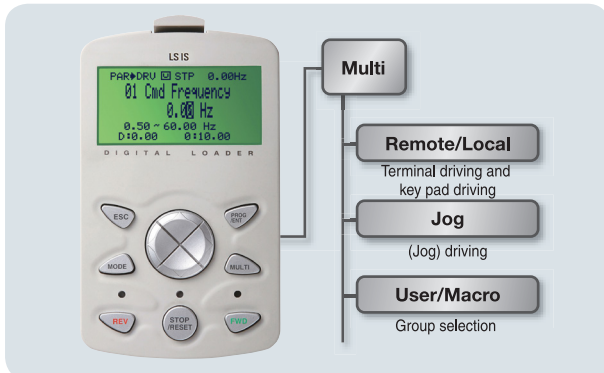 LSIS
PAR➧DRV U STP 0.00Hz
01 Cmd Frequency
0.00 Hz
0.50 ~ 60.00 Hz
D:0.00 0:10.00
DIGITAL LOADER
ESC
PROG
/ENT
MODE
MULTI
REV
STOP
/RESET
FWD
Multi
Remote/Local
Terminal driving and
key pad driving
Jog
(Jog) driving
User/Macro
Group selection